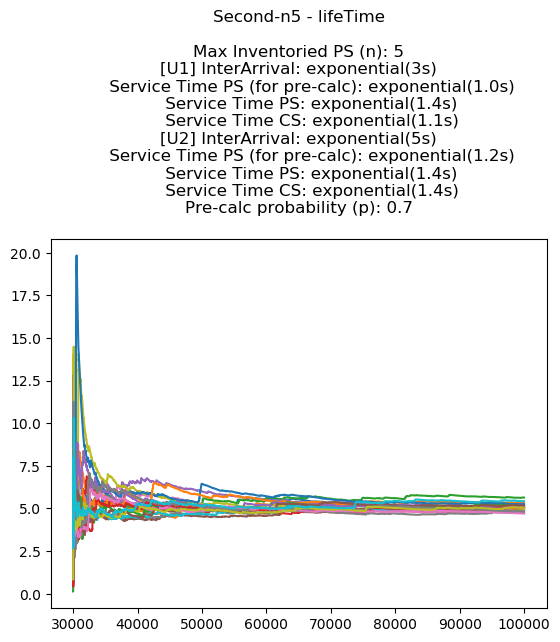 Second-n5 - lifeTime
Max Inventoried PS (n): 5
[U1] InterArrival: exponential(3s)
Service Time PS (for pre-calc): exponential(1.0s)
Service Time PS: exponential(1.4s)
Service Time CS: exponential(1.1s)
[U2] InterArrival: exponential(5s)
Service Time PS (for pre-calc): exponential(1.2s)
Service Time PS: exponential(1.4s)
Service Time CS: exponential(1.4s)
Pre-calc probability (p): 0.7
20.0
17.5
15.0
12.5
10.0
7.5
5.0
2.5
0.0
30000 40000 50000 60000 70000 80000 90000 100000